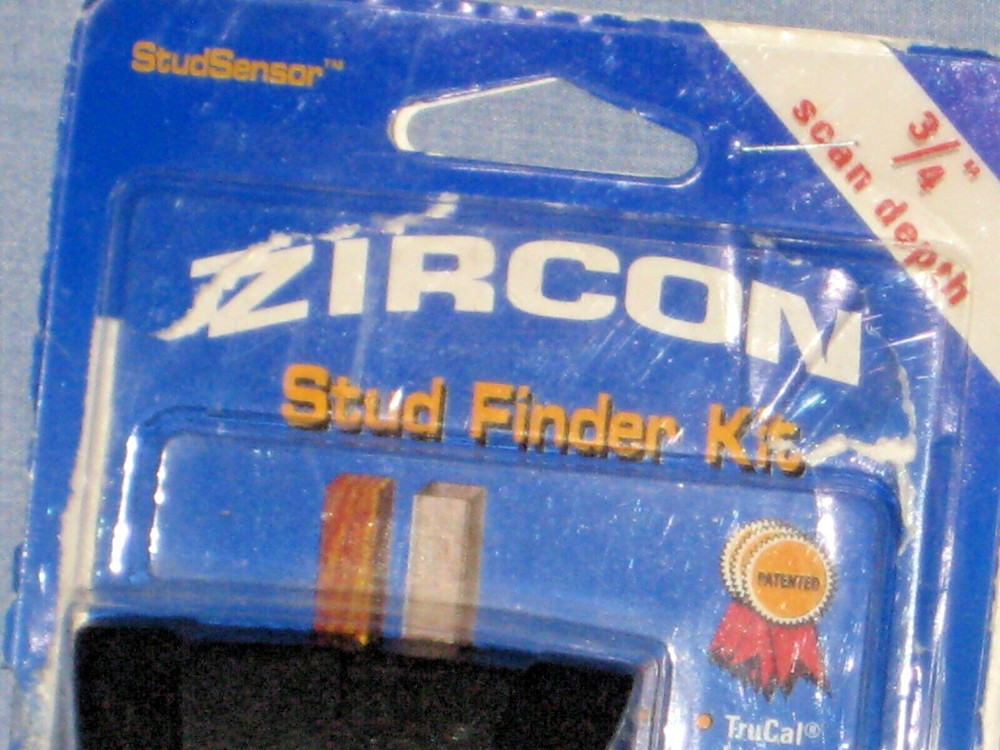 StudSensor™
3/4"
scan depth
ZIRCON
Stud Finder Kit
PATENTED
TruCal®